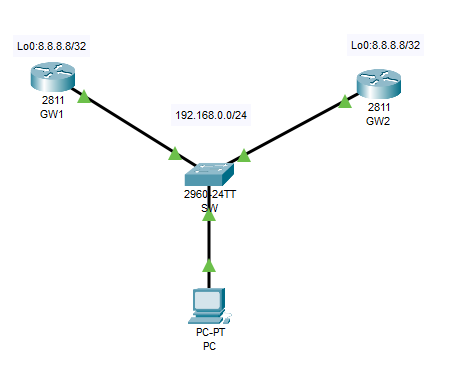 Lo0:8.8.8.8/32
Lo0:8.8.8.8/32
2811
GW1
2811
GW2
192.168.0.0/24
2960-24TT
SW
PC-PT
PC